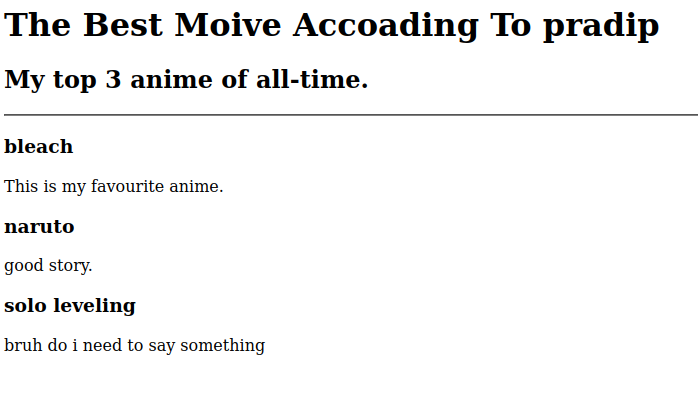 The Best Moive Accoading To pradip
My top 3 anime of all-time.
bleach
This is my favourite anime.
naruto
good story.
solo leveling
bruh do i need to say something